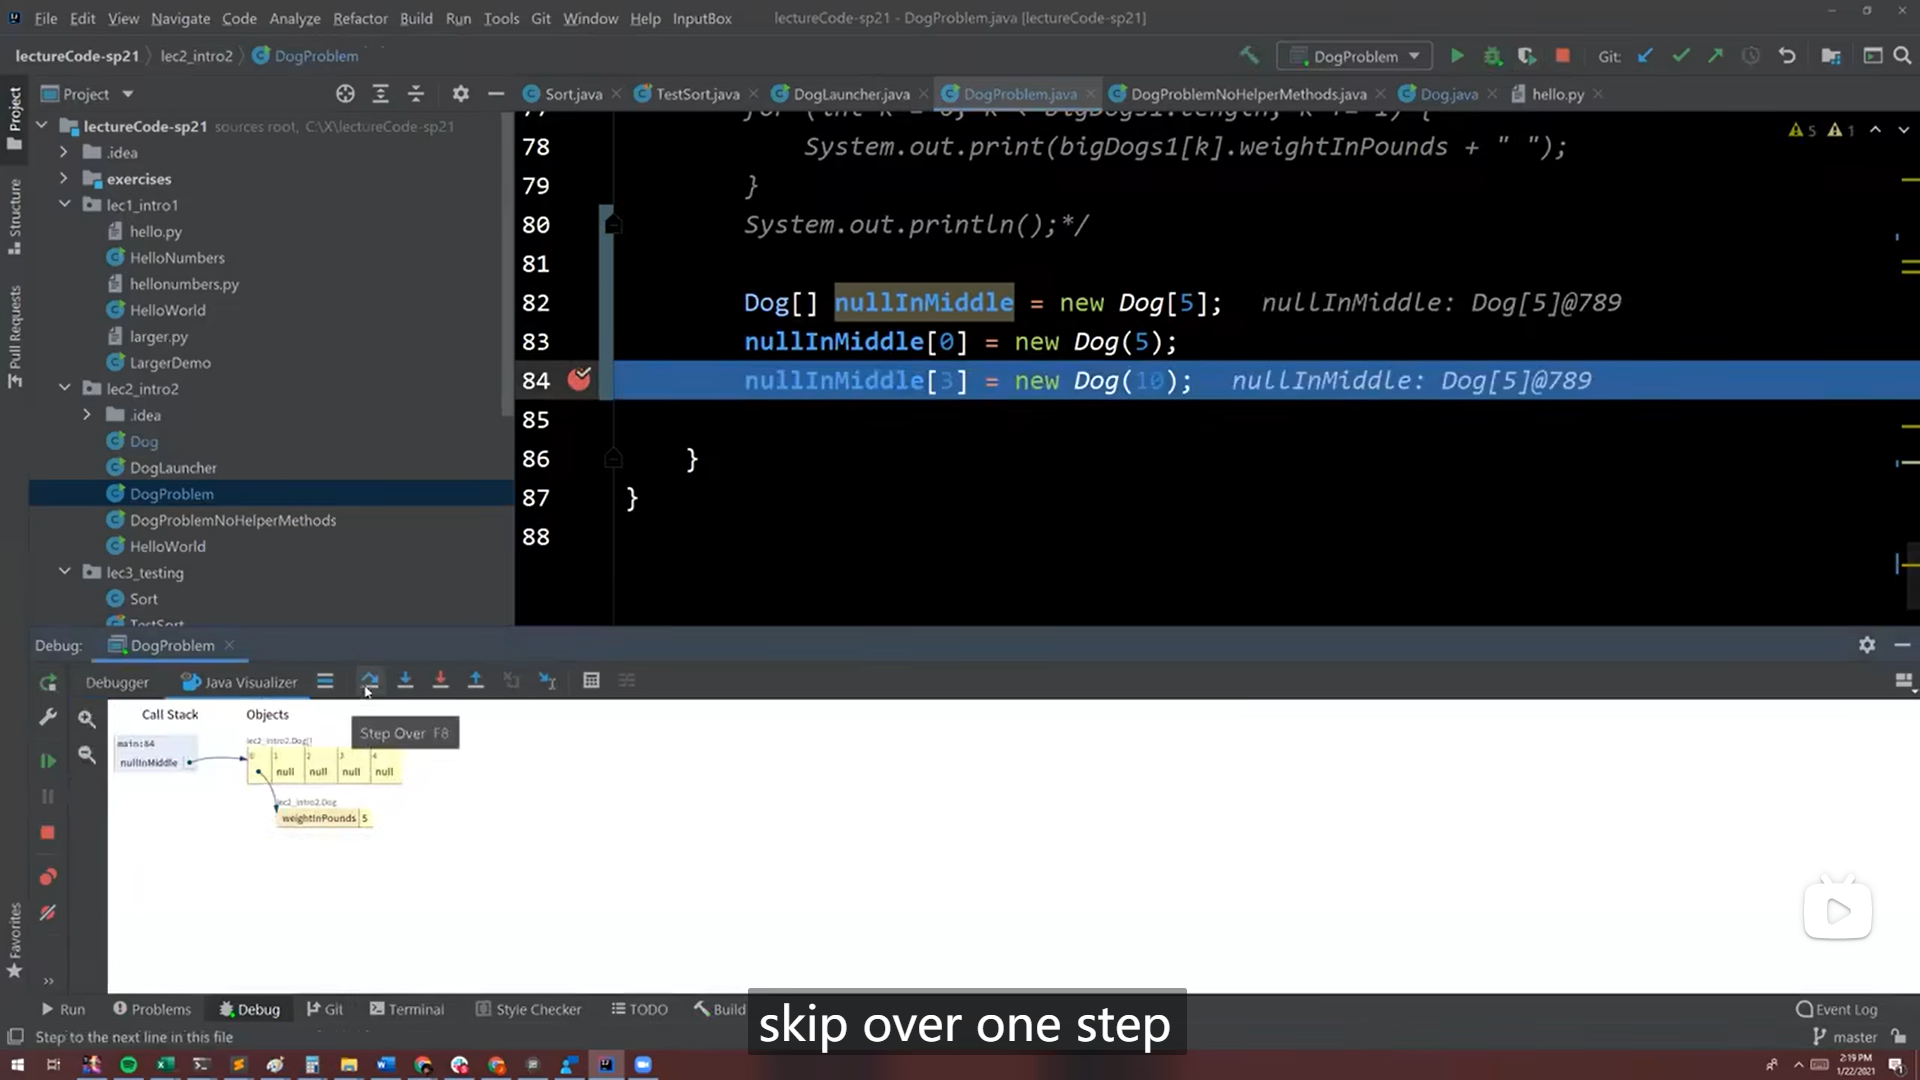 File Edit View Navigate Code Analyze Refactor Build Run Tools Git Window Help InputBox lectureCode-sp21 - DogProblem.java [lectureCode-sp21]
lectureCode-sp21 lec2_intro2 DogProblem DogProblem Git:
Project Sort.java TestSort.java DogLauncher.java DogProblem.java DogProblemNoHelperMethods.java Dog.java hello.py
Project
Structure
Pull Requests
Favorites
lectureCode-sp21 sources root, C:\X\lectureCode-sp21
.idea
exercises
lec1_intro1
hello.py
HelloNumbers
hellonumbers.py
HelloWorld
larger.py
LargerDemo
lec2_intro2
.idea
Dog
DogLauncher
DogProblem
DogProblemNoHelperMethods
HelloWorld
lec3_testing
Sort
TestSort
5 1
78 System.out.print(bigDogs1[k].weightInPounds + " ");
79 }
80 System.out.println();*/
81
82 Dog[] nullInMiddle = new Dog[5]; nullInMiddle: Dog[5]@789
83 nullInMiddle[0] = new Dog(5);
84 nullInMiddle[3] = new Dog(10); nullInMiddle: Dog[5]@789
85
86 }
87 }
88
Debug: DogProblem
Debugger Java Visualizer
Call Stack Objects
Step Over F8
main:84
nullInMiddle
lec2_intro2.Dog[]
0 1 2 3 4
null null null null
lec2_intro2.Dog
weightInPounds 5
Run Problems Debug Git Terminal Style Checker TODO Build Event Log
skip over one step
Step to the next line in this file master
2:19 PM
1/22/2021